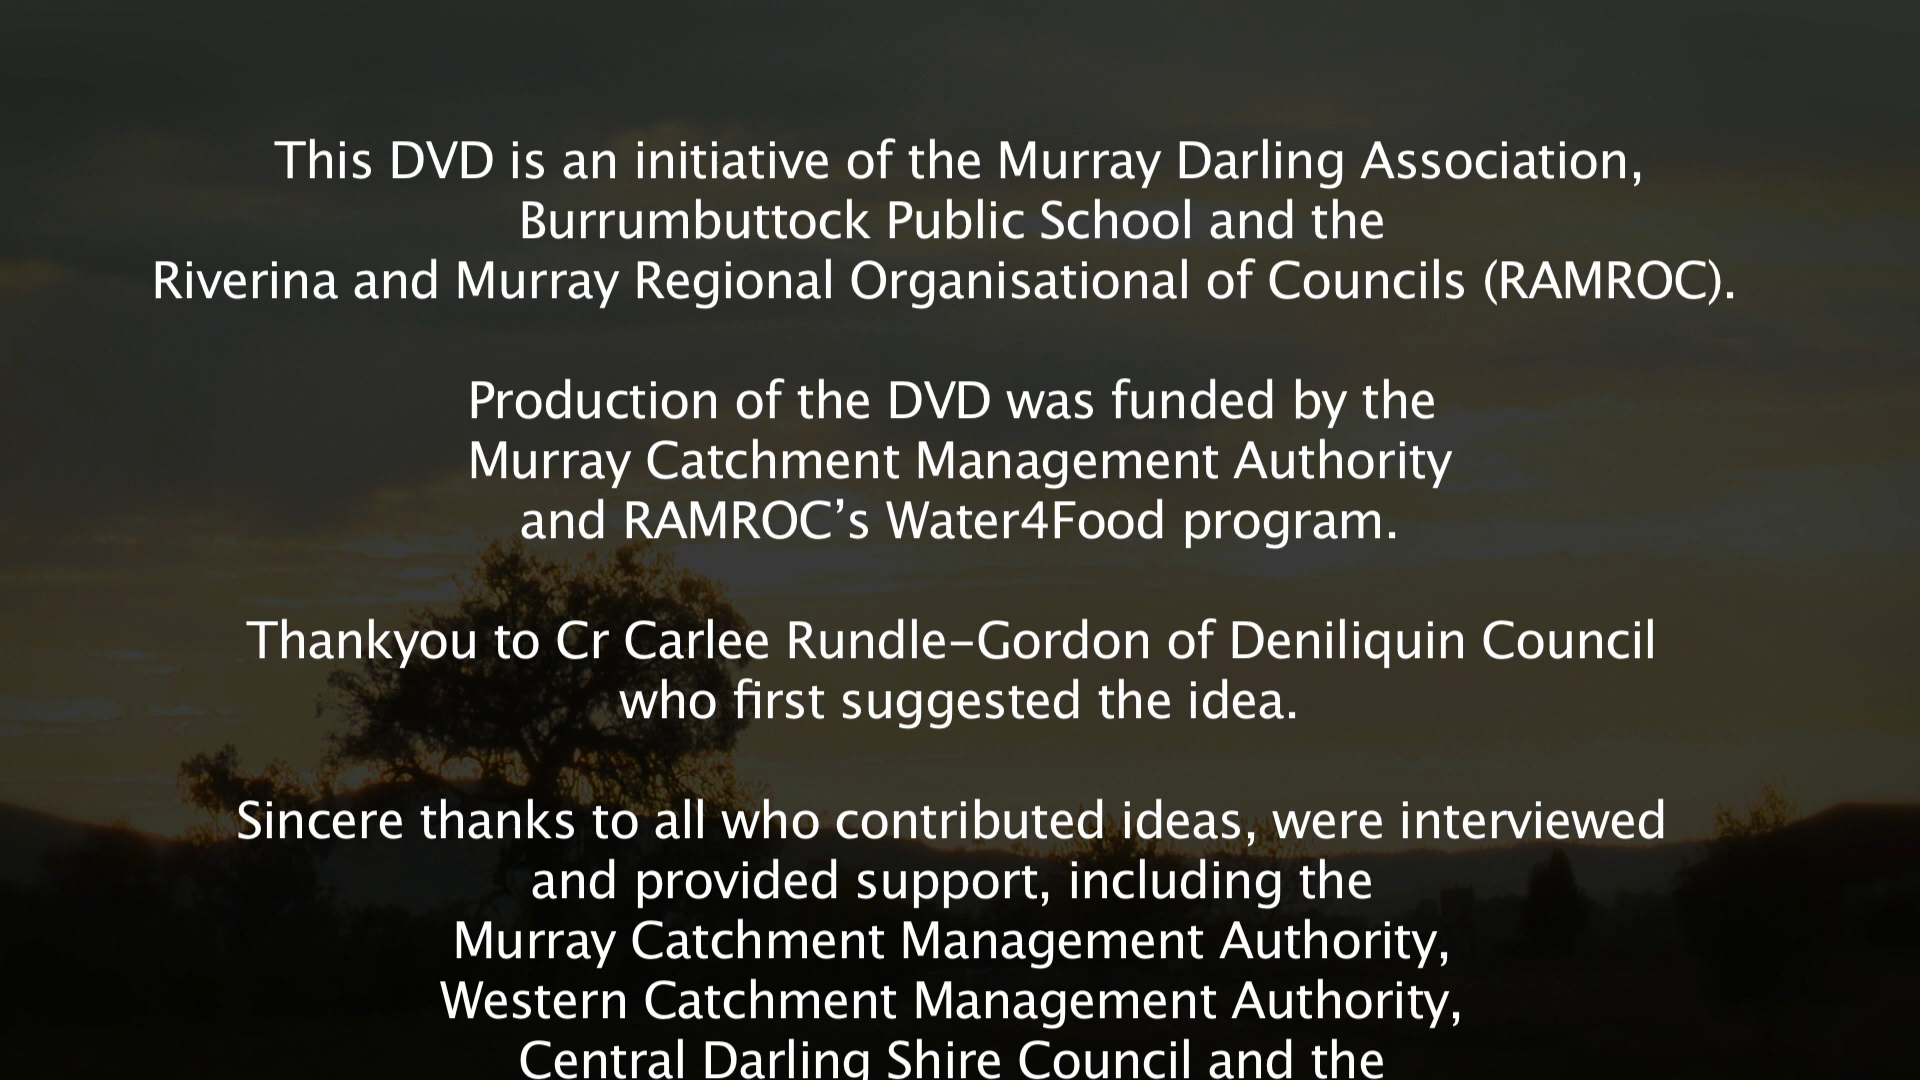 This DVD is an initiative of the Murray Darling Association,
Burrumbuttock Public School and the
Riverina and Murray Regional Organisational of Councils (RAMROC).
Production of the DVD was funded by the
Murray Catchment Management Authority
and RAMROC’s Water4Food program.
Thankyou to Cr Carlee Rundle-Gordon of Deniliquin Council
who first suggested the idea.
Sincere thanks to all who contributed ideas, were interviewed
and provided support, including the
Murray Catchment Management Authority,
Western Catchment Management Authority,
Central Darling Shire Council and the